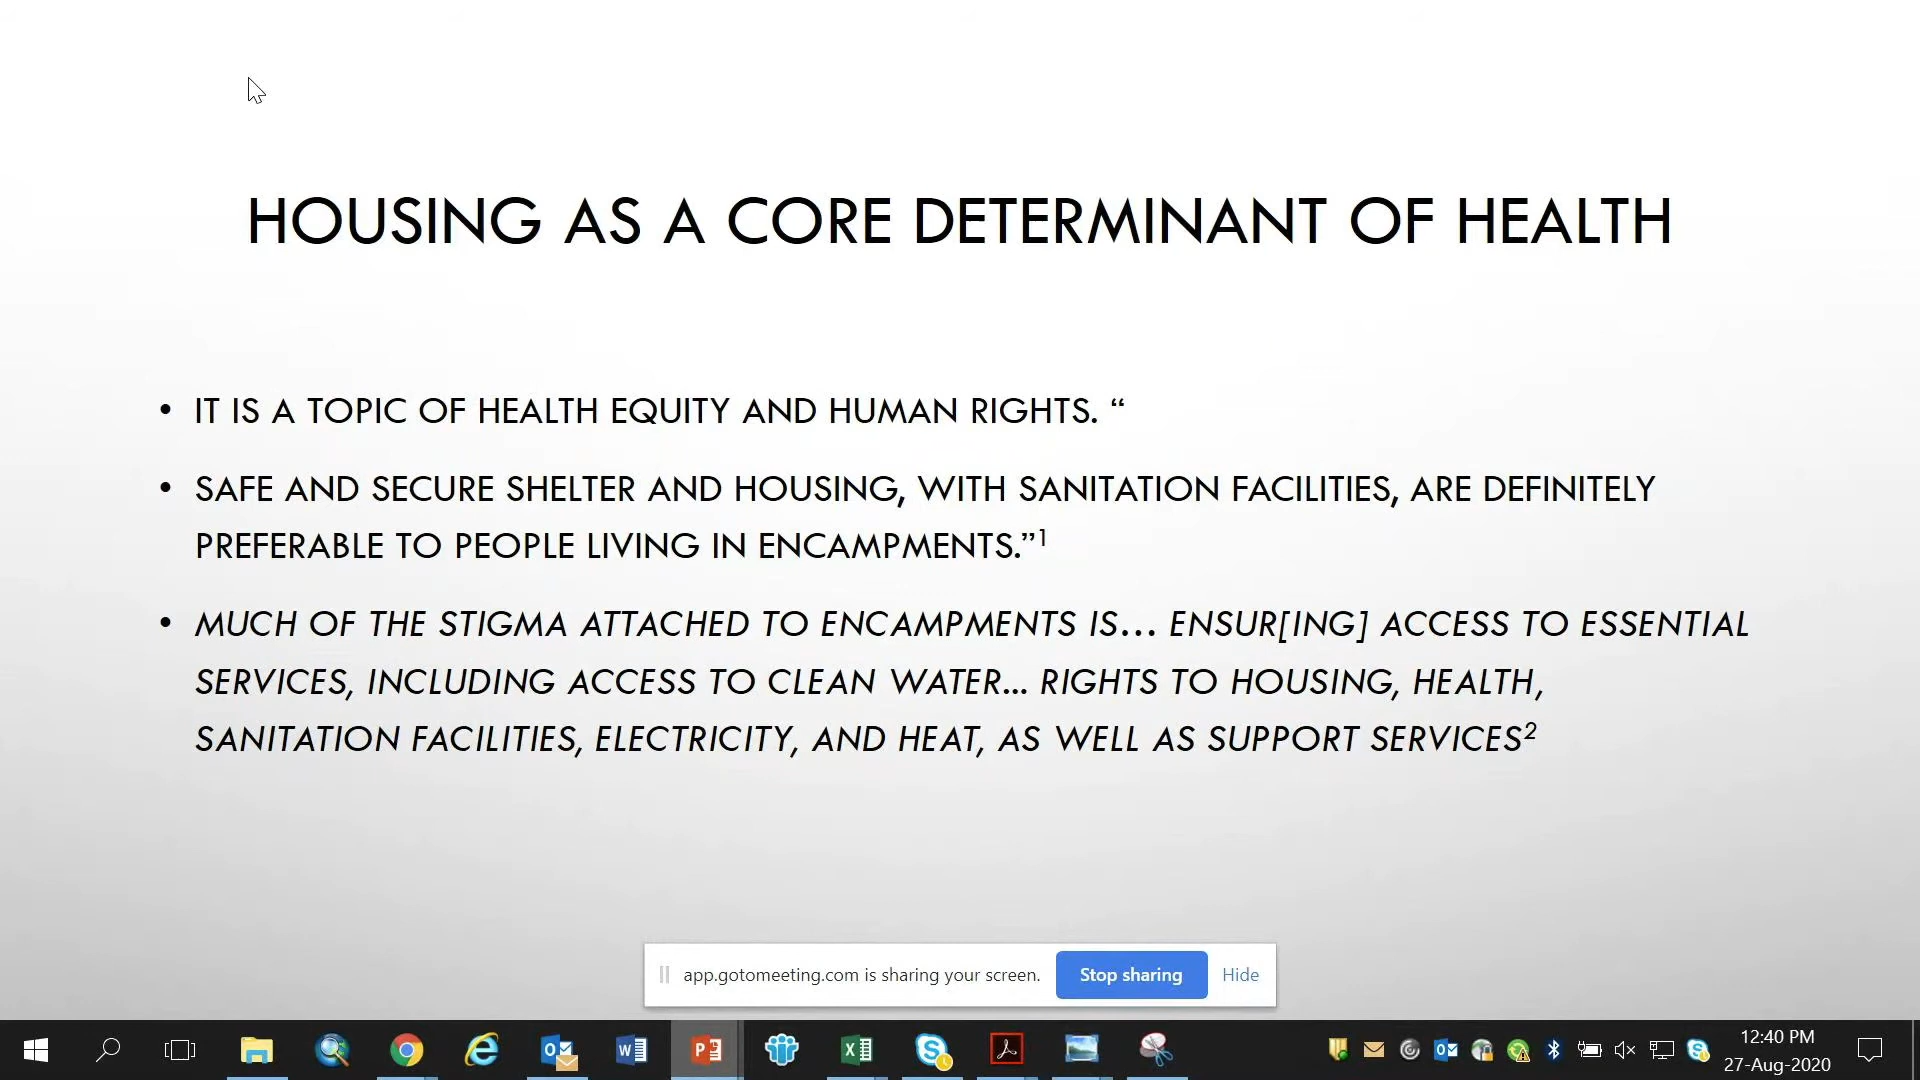 HOUSING AS A CORE DETERMINANT OF HEALTH
• IT IS A TOPIC OF HEALTH EQUITY AND HUMAN RIGHTS. “
• SAFE AND SECURE SHELTER AND HOUSING, WITH SANITATION FACILITIES, ARE DEFINITELY
PREFERABLE TO PEOPLE LIVING IN ENCAMPMENTS.”1
• MUCH OF THE STIGMA ATTACHED TO ENCAMPMENTS IS… ENSUR[ING] ACCESS TO ESSENTIAL
SERVICES, INCLUDING ACCESS TO CLEAN WATER... RIGHTS TO HOUSING, HEALTH,
SANITATION FACILITIES, ELECTRICITY, AND HEAT, AS WELL AS SUPPORT SERVICES2
app.gotomeeting.com is sharing your screen. Stop sharing Hide
12:40 PM
27-Aug-2020